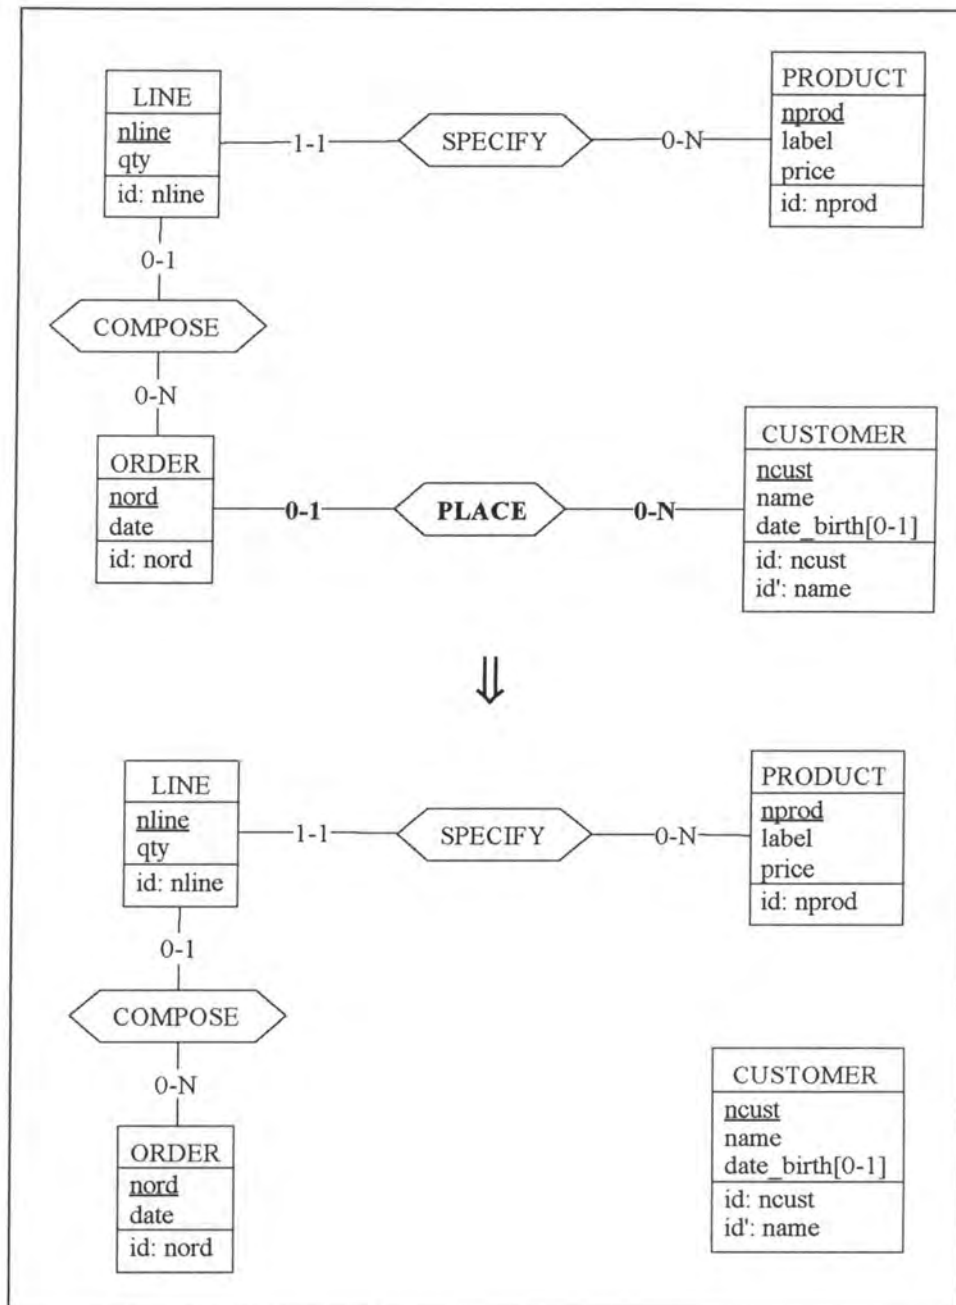 LINE
nline
qty
id: nline
1-1
SPECIFY
0-N
PRODUCT
nprod
label
price
id: nprod
0-1
COMPOSE
0-N
ORDER
nord
date
id: nord
0-1
PLACE
0-N
CUSTOMER
ncust
name
date_birth[0-1]
id: ncust
id': name
⇓
LINE
nline
qty
id: nline
1-1
SPECIFY
0-N
PRODUCT
nprod
label
price
id: nprod
0-1
COMPOSE
0-N
ORDER
nord
date
id: nord
CUSTOMER
ncust
name
date_birth[0-1]
id: ncust
id': name